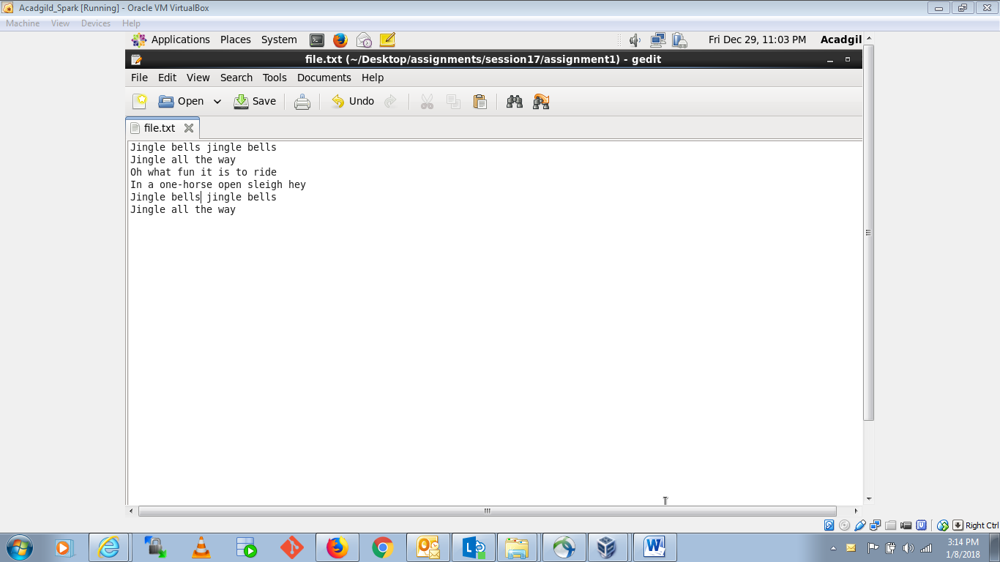 Acadgild_Spark [Running] - Oracle VM VirtualBox
Machine View Devices Help
Applications Places System Fri Dec 29, 11:03 PM Acadgil
file.txt (~/Desktop/assignments/session17/assignment1) - gedit
File Edit View Search Tools Documents Help
Open Save Undo
file.txt
Jingle bells jingle bells
Jingle all the way
Oh what fun it is to ride
In a one-horse open sleigh hey
Jingle bells jingle bells
Jingle all the way
Right Ctrl
3:14 PM
1/8/2018